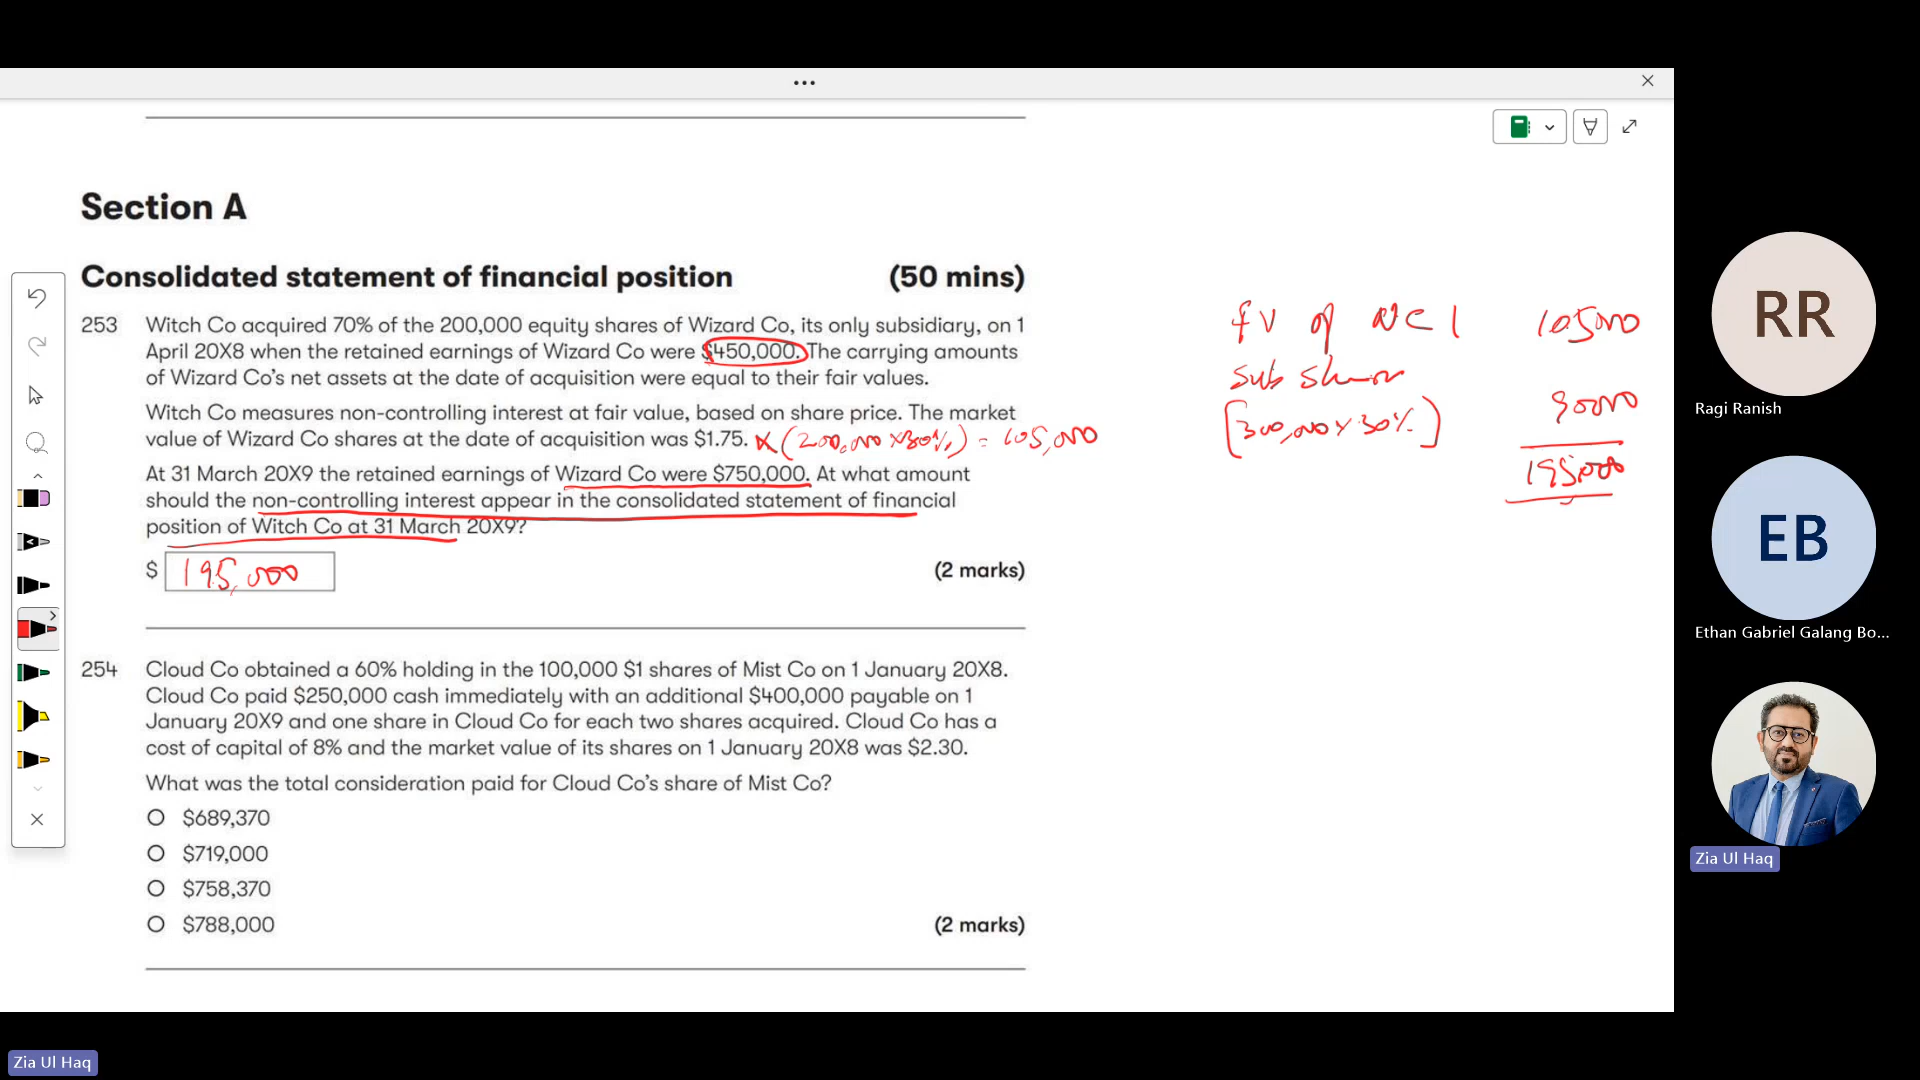 Section A
Consolidated statement of financial position (50 mins)
253 Witch Co acquired 70% of the 200,000 equity shares of Wizard Co, its only subsidiary, on 1
April 20X8 when the retained earnings of Wizard Co were $450,000. The carrying amounts
of Wizard Co's net assets at the date of acquisition were equal to their fair values.
Witch Co measures non-controlling interest at fair value, based on share price. The market
value of Wizard Co shares at the date of acquisition was $1.75. × (200,000 × 30%) = 105,000
At 31 March 20X9 the retained earnings of Wizard Co were $750,000. At what amount
should the non-controlling interest appear in the consolidated statement of financial
position of Witch Co at 31 March 20X9?
$ 195,000 (2 marks)
FV of NCI 105000
Sub share
[300,000 × 30%] 90000
195000
254 Cloud Co obtained a 60% holding in the 100,000 $1 shares of Mist Co on 1 January 20X8.
Cloud Co paid $250,000 cash immediately with an additional $400,000 payable on 1
January 20X9 and one share in Cloud Co for each two shares acquired. Cloud Co has a
cost of capital of 8% and the market value of its shares on 1 January 20X8 was $2.30.
What was the total consideration paid for Cloud Co's share of Mist Co?
$689,370
$719,000
$758,370
$788,000 (2 marks)
RR
Ragi Ranish
EB
Ethan Gabriel Galang Bo...
Zia Ul Haq
Zia Ul Haq